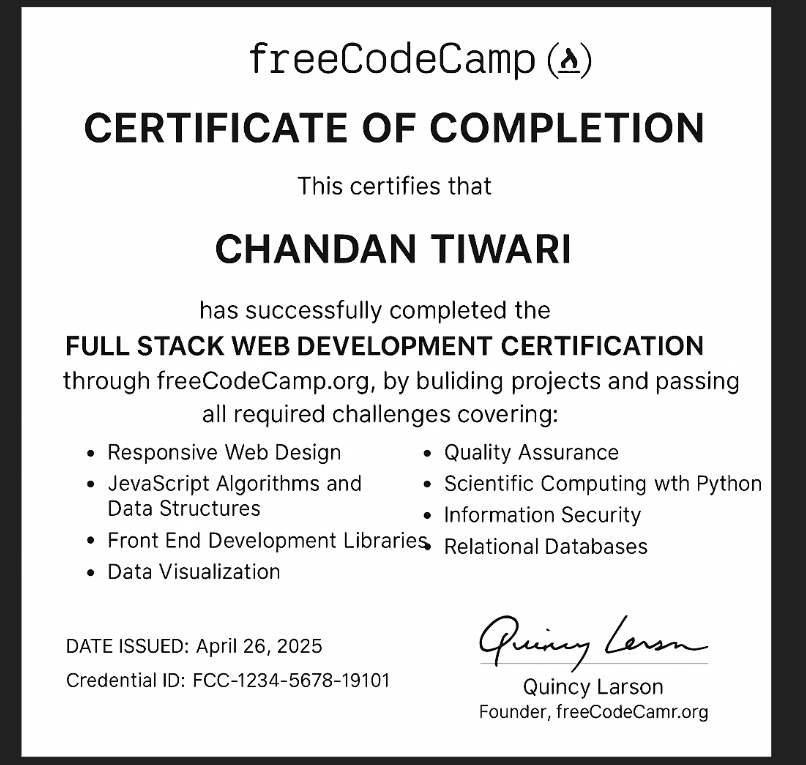 freeCodeCamp
CERTIFICATE OF COMPLETION
This certifies that
CHANDAN TIWARI
has successfully completed the
FULL STACK WEB DEVELOPMENT CERTIFICATION
through freeCodeCamp.org, by buliding projects and passing
all required challenges covering:
• Responsive Web Design
• JevaScript Algorithms and
Data Structures
• Front End Development Libraries
• Data Visualization
• Quality Assurance
• Scientific Computing wth Python
• Information Security
• Relational Databases
DATE ISSUED: April 26, 2025
Credential ID: FCC-1234-5678-19101
Quincy Lerson
Quincy Larson
Founder, freeCodeCamr.org